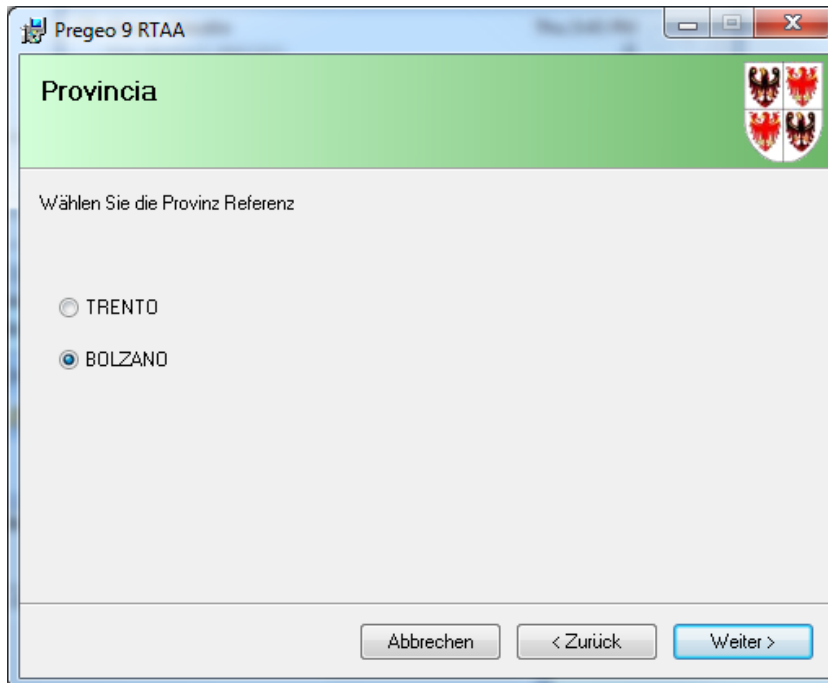 Pregeo 9 RTAA
Provincia
Wählen Sie die Provinz Referenz
TRENTO
BOLZANO
Abbrechen
< Zurück
Weiter >